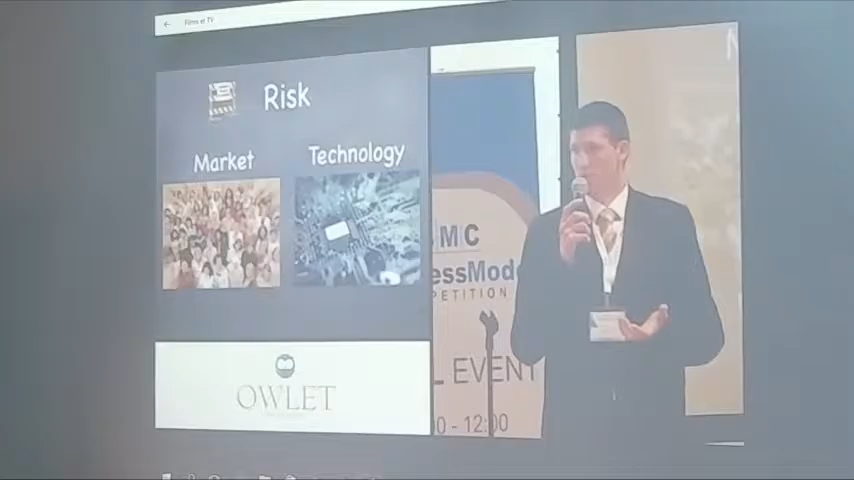 Films et TV
Risk
Market
Technology
OWLET
MC
essMod
PETITION
L EVENT
0 - 12:00